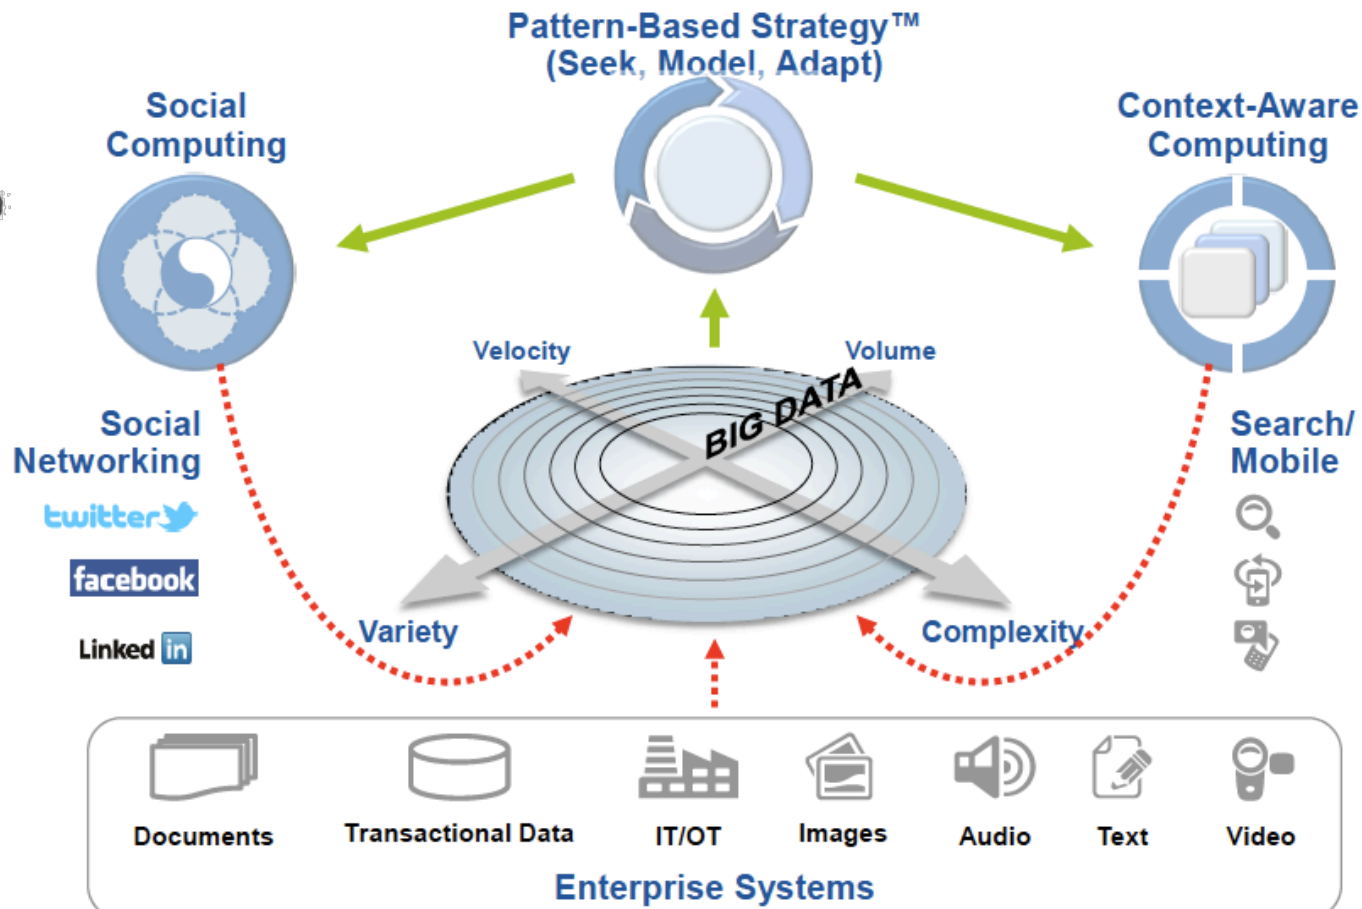 Pattern-Based Strategy™
(Seek, Model, Adapt)
Social
Computing
Context-Aware
Computing
Velocity
Volume
BIG DATA
Social
Networking
twitter
facebook
Linked in
Search/
Mobile
Variety
Complexity
Documents
Transactional Data
IT/OT
Images
Audio
Text
Video
Enterprise Systems